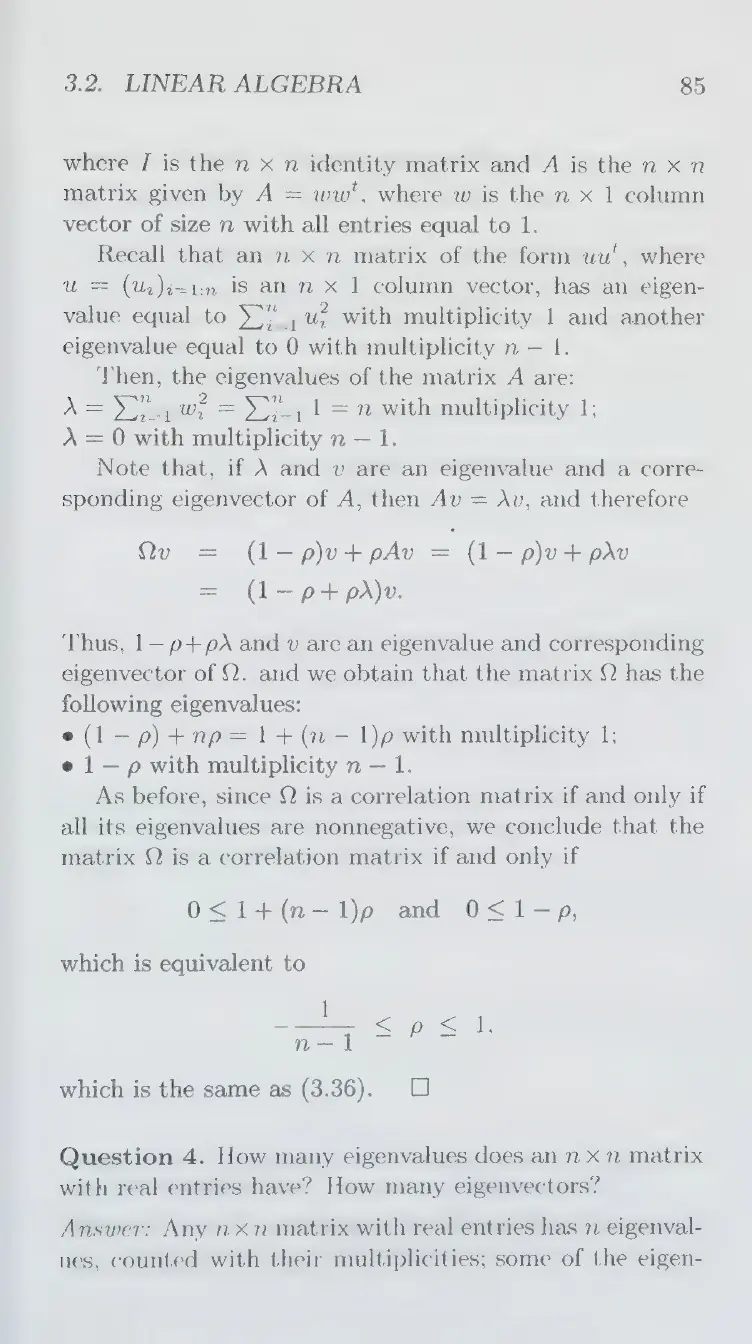 3.2. LINEAR ALGEBRA 85
where I is the n × n identity matrix and A is the n × n
matrix given by A = ww^t, where w is the n × 1 column
vector of size n with all entries equal to 1.
Recall that an n × n matrix of the form uu^t, where
u = (u_i)_{i=1:n} is an n × 1 column vector, has an eigen-
value equal to ∑_{i=1}^n u_i^2 with multiplicity 1 and another
eigenvalue equal to 0 with multiplicity n − 1.
Then, the eigenvalues of the matrix A are:
λ = ∑_{i=1}^n w_i^2 = ∑_{i=1}^n 1 = n with multiplicity 1;
λ = 0 with multiplicity n − 1.
Note that, if λ and v are an eigenvalue and a corre-
sponding eigenvector of A, then Av = λv, and therefore
Ωv = (1 − ρ)v + ρAv = (1 − ρ)v + ρλv
= (1 − ρ + ρλ)v.
Thus, 1 − ρ + ρλ and v are an eigenvalue and corresponding
eigenvector of Ω. and we obtain that the matrix Ω has the
following eigenvalues:
• (1 − ρ) + nρ = 1 + (n − 1)ρ with multiplicity 1;
• 1 − ρ with multiplicity n − 1.
As before, since Ω is a correlation matrix if and only if
all its eigenvalues are nonnegative, we conclude that the
matrix Ω is a correlation matrix if and only if
0 ≤ 1 + (n − 1)ρ and 0 ≤ 1 − ρ,
which is equivalent to
−1/(n − 1) ≤ ρ ≤ 1.
which is the same as (3.36). □
Question 4. How many eigenvalues does an n × n matrix
with real entries have? How many eigenvectors?
Answer: Any n × n matrix with real entries has n eigenval-
ues, counted with their multiplicities; some of the eigen-